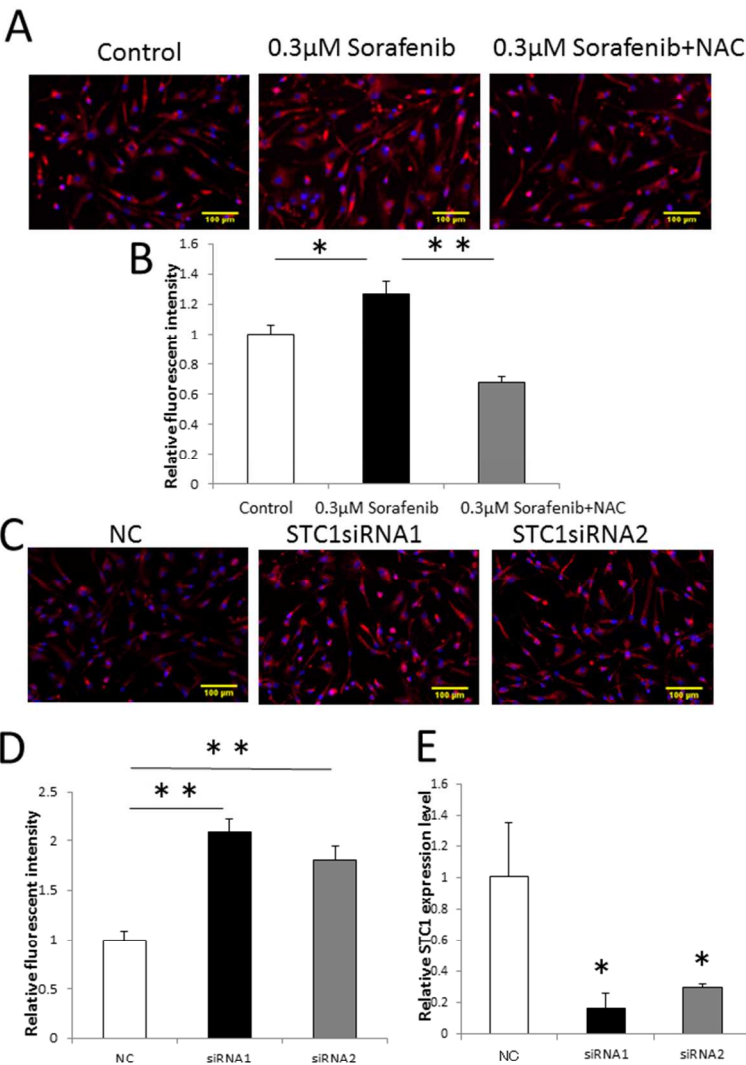 A
Control 0.3µM Sorafenib 0.3µM Sorafenib+NAC
100 µm 100 µm 100 µm
B
* * *
Relative fluorescent intensity
1.6
1.4
1.2
1
0.8
0.6
0.4
0.2
0
Control 0.3µM Sorafenib 0.3µM Sorafenib+NAC
C
NC STC1siRNA1 STC1siRNA2
100 µm 100 µm 100 µm
D
* *
* *
Relative fluorescent intensity
2.5
2
1.5
1
0.5
0
NC siRNA1 siRNA2
E
Relative STC1 expression level
1.6
1.4
1.2
1
0.8
0.6
0.4
0.2
0
* *
NC siRNA1 siRNA2